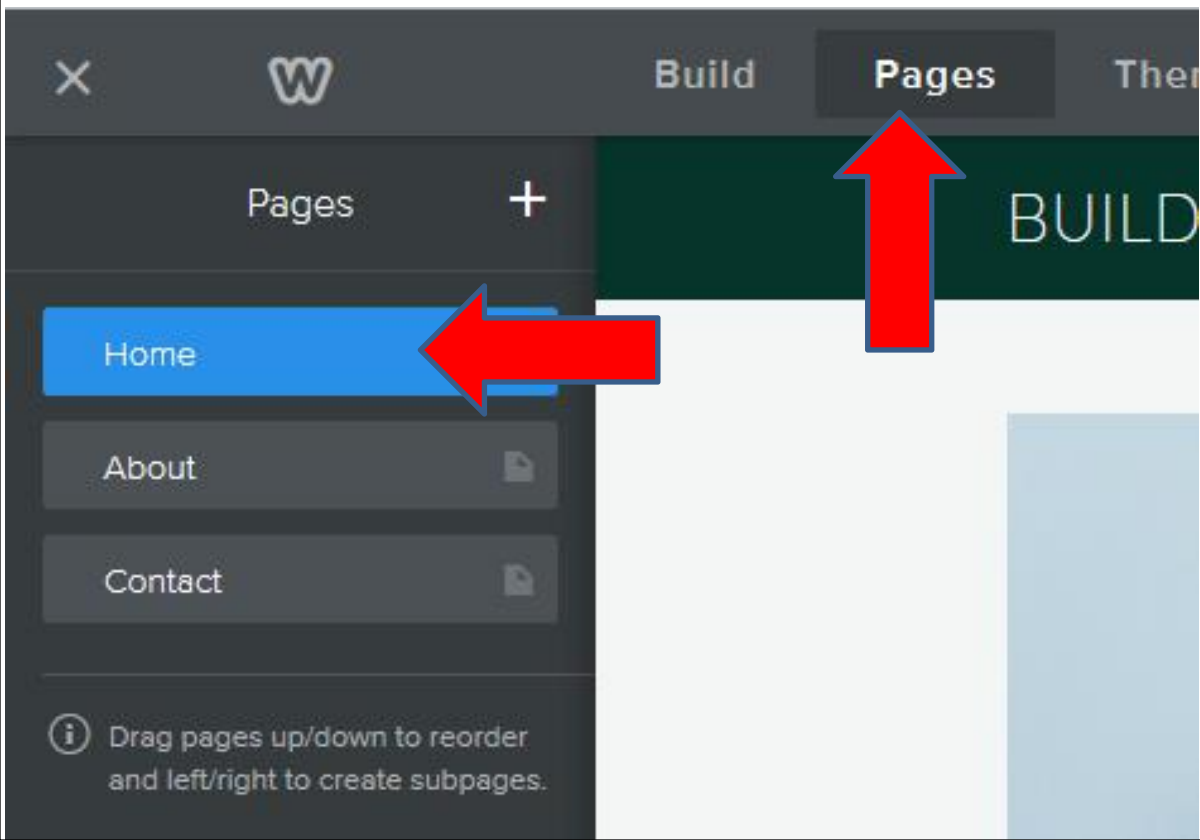 Build Pages Ther
Pages +
BUILD
Home
About
Contact
Drag pages up/down to reorder
and left/right to create subpages.